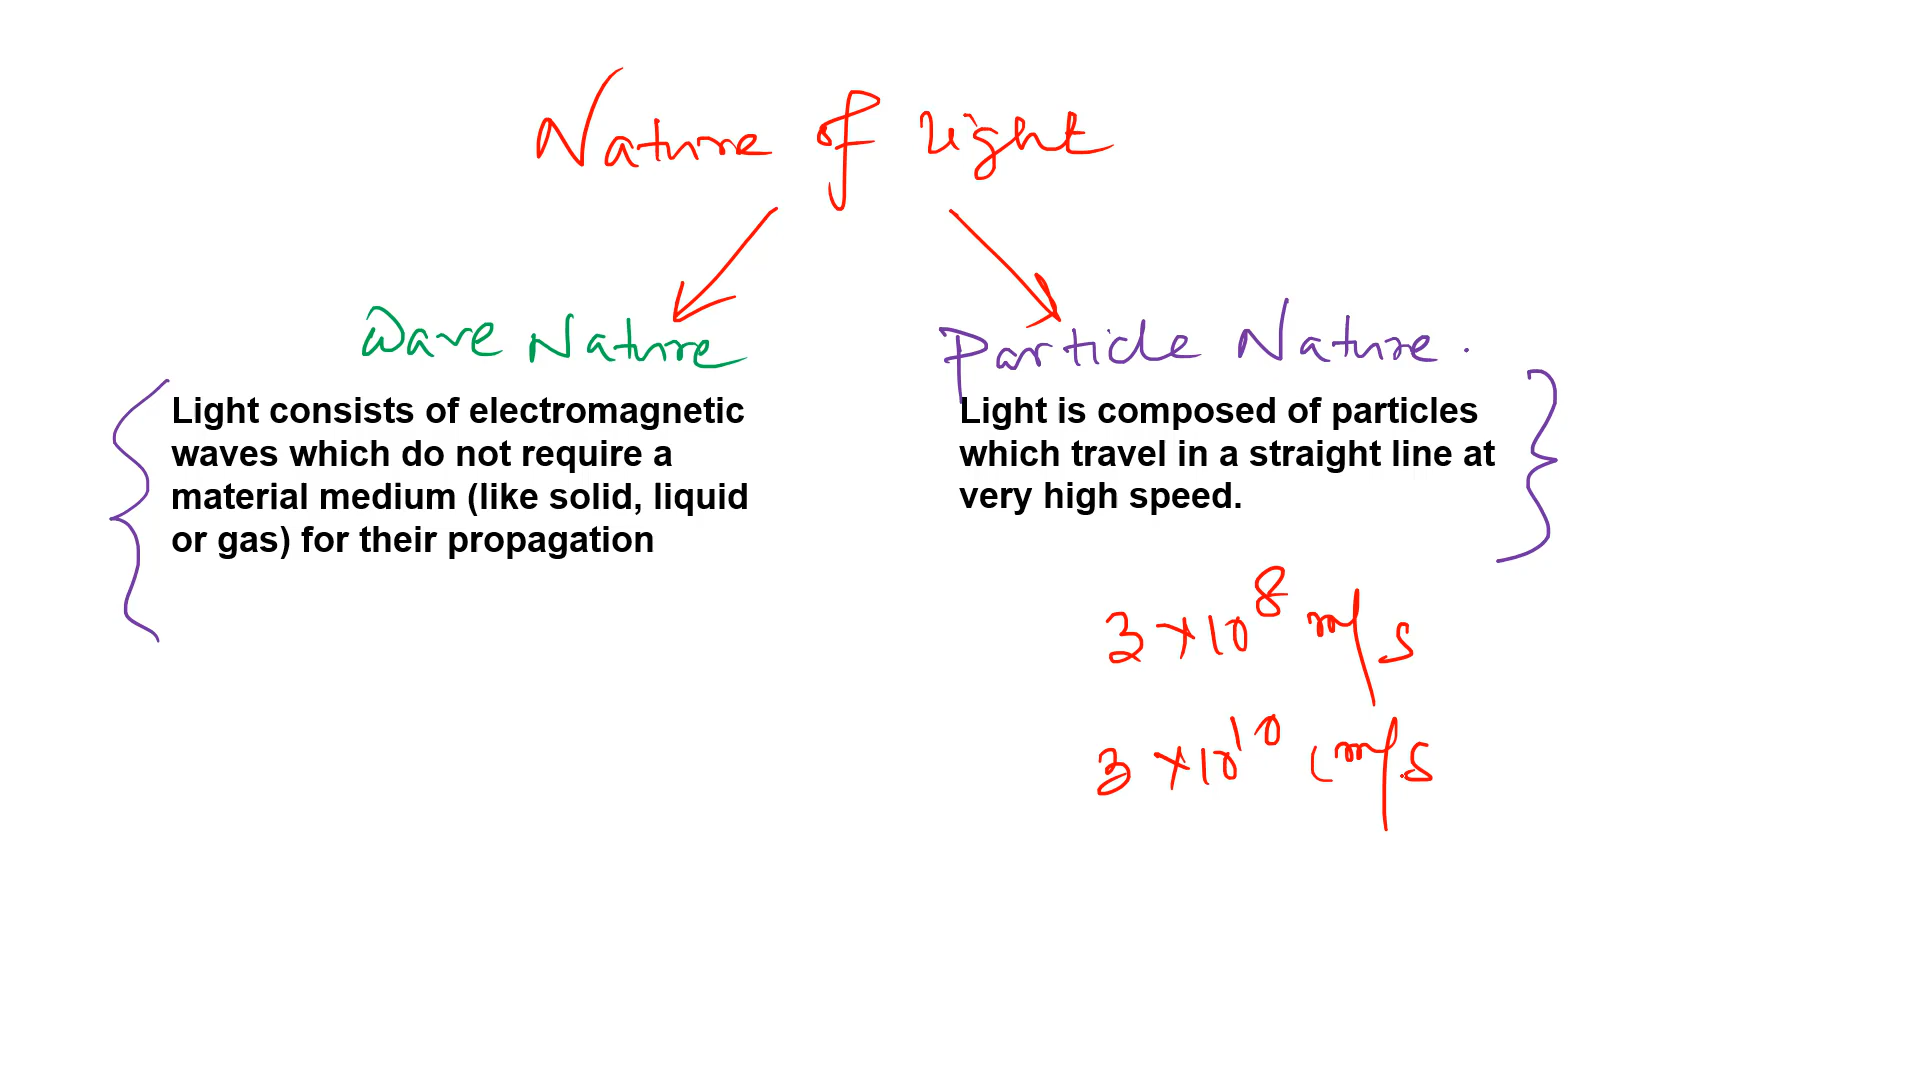 Nature of Light
Wave Nature
Particle Nature.
Light consists of electromagnetic
waves which do not require a
material medium (like solid, liquid
or gas) for their propagation
Light is composed of particles
which travel in a straight line at
very high speed.
3 × 10⁸ m/s
3 × 10¹⁰ cm/s